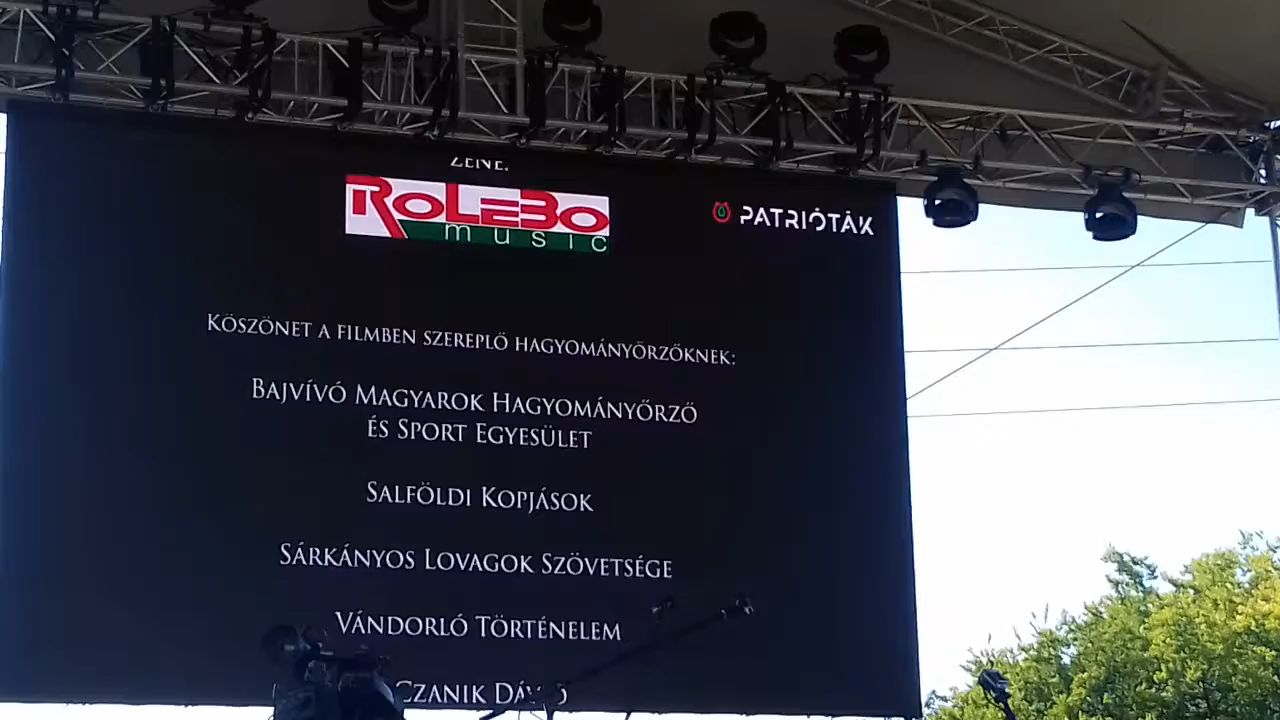 ZENE:
ROLEBO
music
PATRIÓTÁK
KÖSZÖNET A FILMBEN SZEREPLŐ HAGYOMÁNYŐRZŐKNEK:
BAJVÍVÓ MAGYAROK HAGYOMÁNYŐRZŐ
ÉS SPORT EGYESÜLET
SALFÖLDI KOPJÁSOK
SÁRKÁNYOS LOVAGOK SZÖVETSÉGE
VÁNDORLÓ TÖRTÉNELEM
CZANIK